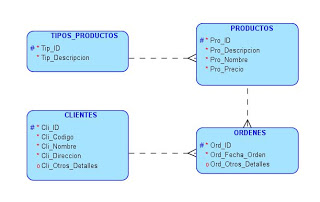 TIPOS_PRODUCTOS
# * Tip_ID
* Tip_Descripcion
PRODUCTOS
# * Pro_ID
* Pro_Descripcion
* Pro_Nombre
* Pro_Precio
CLIENTES
# * Cli_ID
* Cli_Codigo
* Cli_Nombre
* Cli_Direccion
o Cli_Otros_Detalles
ORDENES
# * Ord_ID
* Ord_Fecha_Orden
o Ord_Otros_Detalles